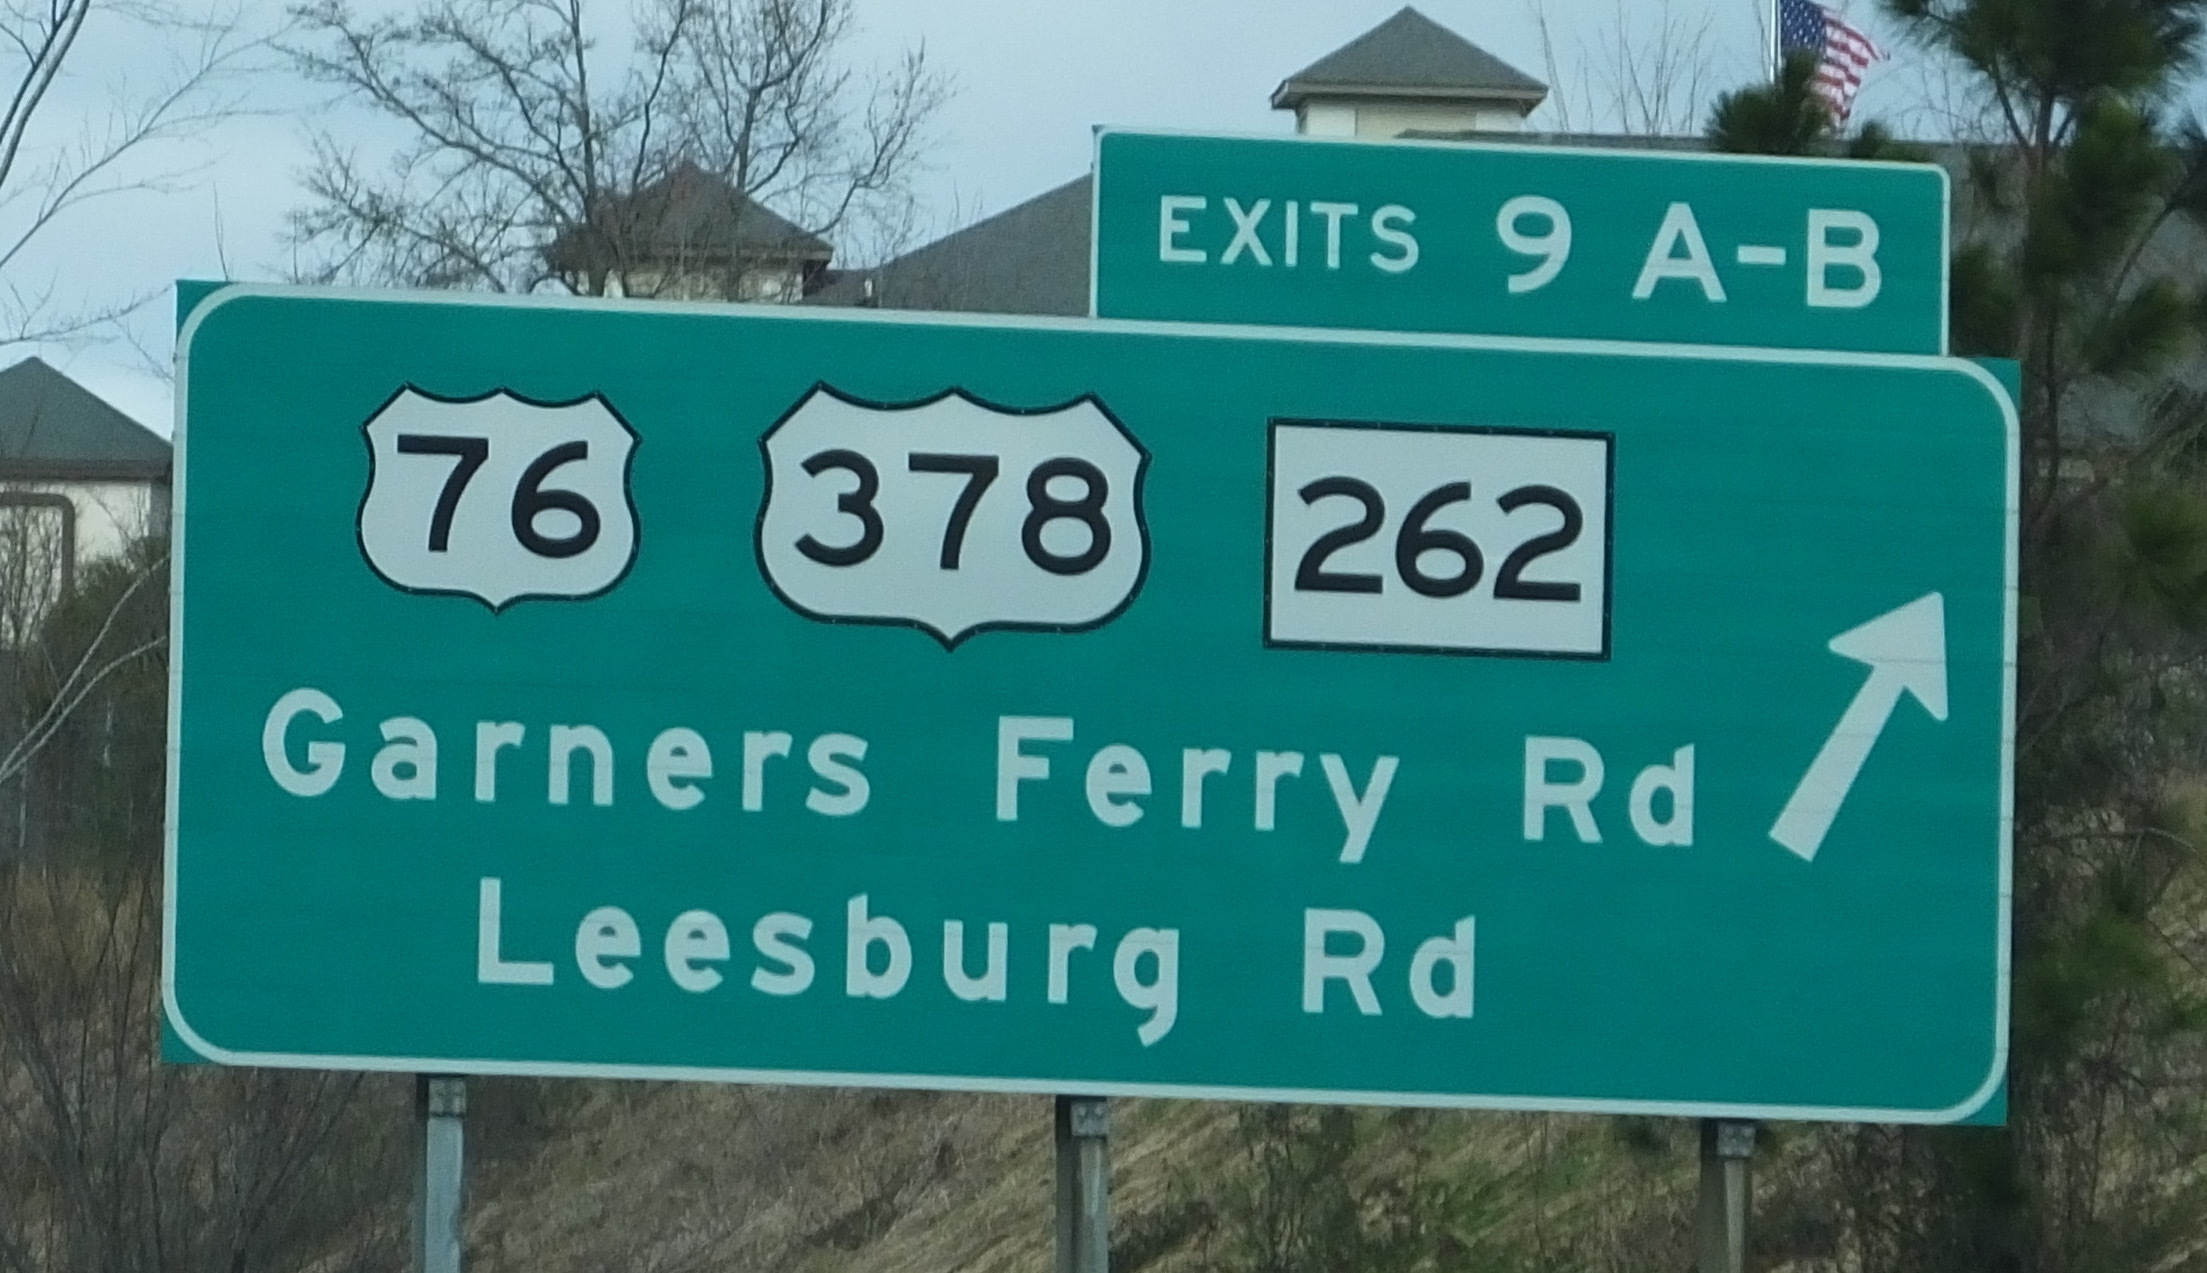 EXITS 9 A-B
76 378 262
Garners Ferry Rd
Leesburg Rd